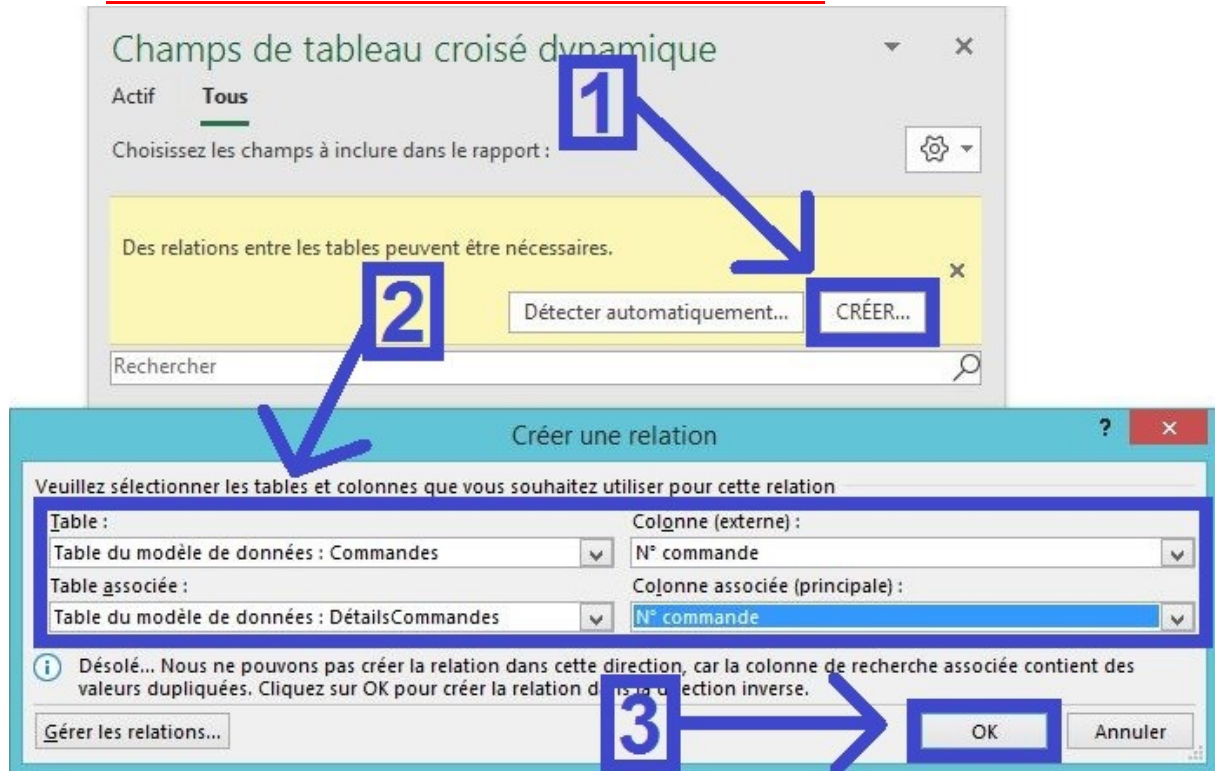 Champs de tableau croisé dynamique
Actif Tous
1
Choisissez les champs à inclure dans le rapport :
Des relations entre les tables peuvent être nécessaires.
2
Détecter automatiquement... CRÉER...
Rechercher
Créer une relation ?
Veuillez sélectionner les tables et colonnes que vous souhaitez utiliser pour cette relation
Table : Colonne (externe) :
Table du modèle de données : Commandes N° commande
Table associée : Colonne associée (principale) :
Table du modèle de données : DétailsCommandes N° commande
Désolé... Nous ne pouvons pas créer la relation dans cette direction, car la colonne de recherche associée contient des
valeurs dupliquées. Cliquez sur OK pour créer la relation dans la direction inverse.
3
Gérer les relations... OK Annuler